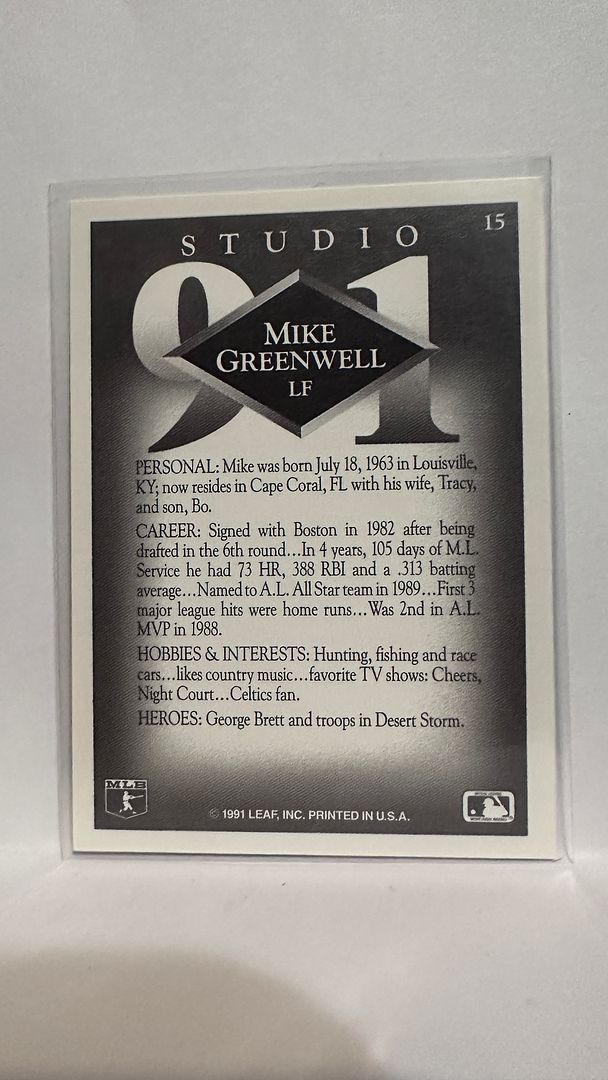 15
STUDIO
91
MIKE
GREENWELL
LF
PERSONAL: Mike was born July 18, 1963 in Louisville,
KY; now resides in Cape Coral, FL with his wife, Tracy,
and son, Bo.
CAREER: Signed with Boston in 1982 after being
drafted in the 6th round...In 4 years, 105 days of M.L.
Service he had 73 HR, 388 RBI and a .313 batting
average...Named to A.L. All Star team in 1989...First 3
major league hits were home runs...Was 2nd in A.L.
MVP in 1988.
HOBBIES & INTERESTS: Hunting, fishing and race
cars...likes country music...favorite TV shows: Cheers,
Night Court...Celtics fan.
HEROES: George Brett and troops in Desert Storm.
MLB
© 1991 LEAF, INC. PRINTED IN U.S.A.